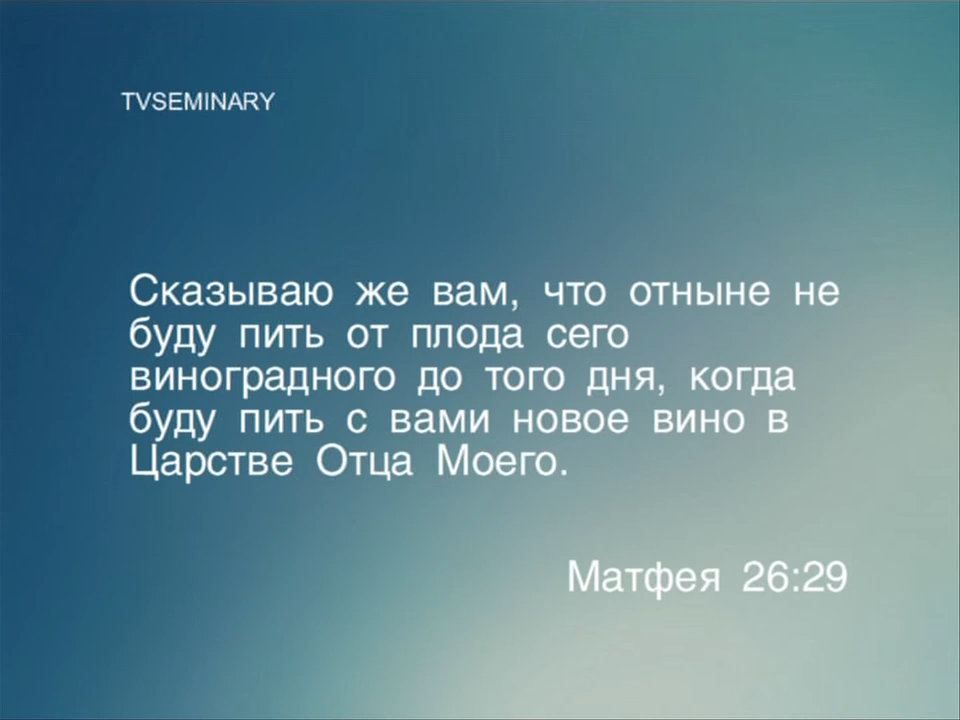 TVSEMINARY
Сказываю же вам, что отныне не
буду пить от плода сего
виноградного до того дня, когда
буду пить с вами новое вино в
Царстве Отца Моего.
Матфея 26:29